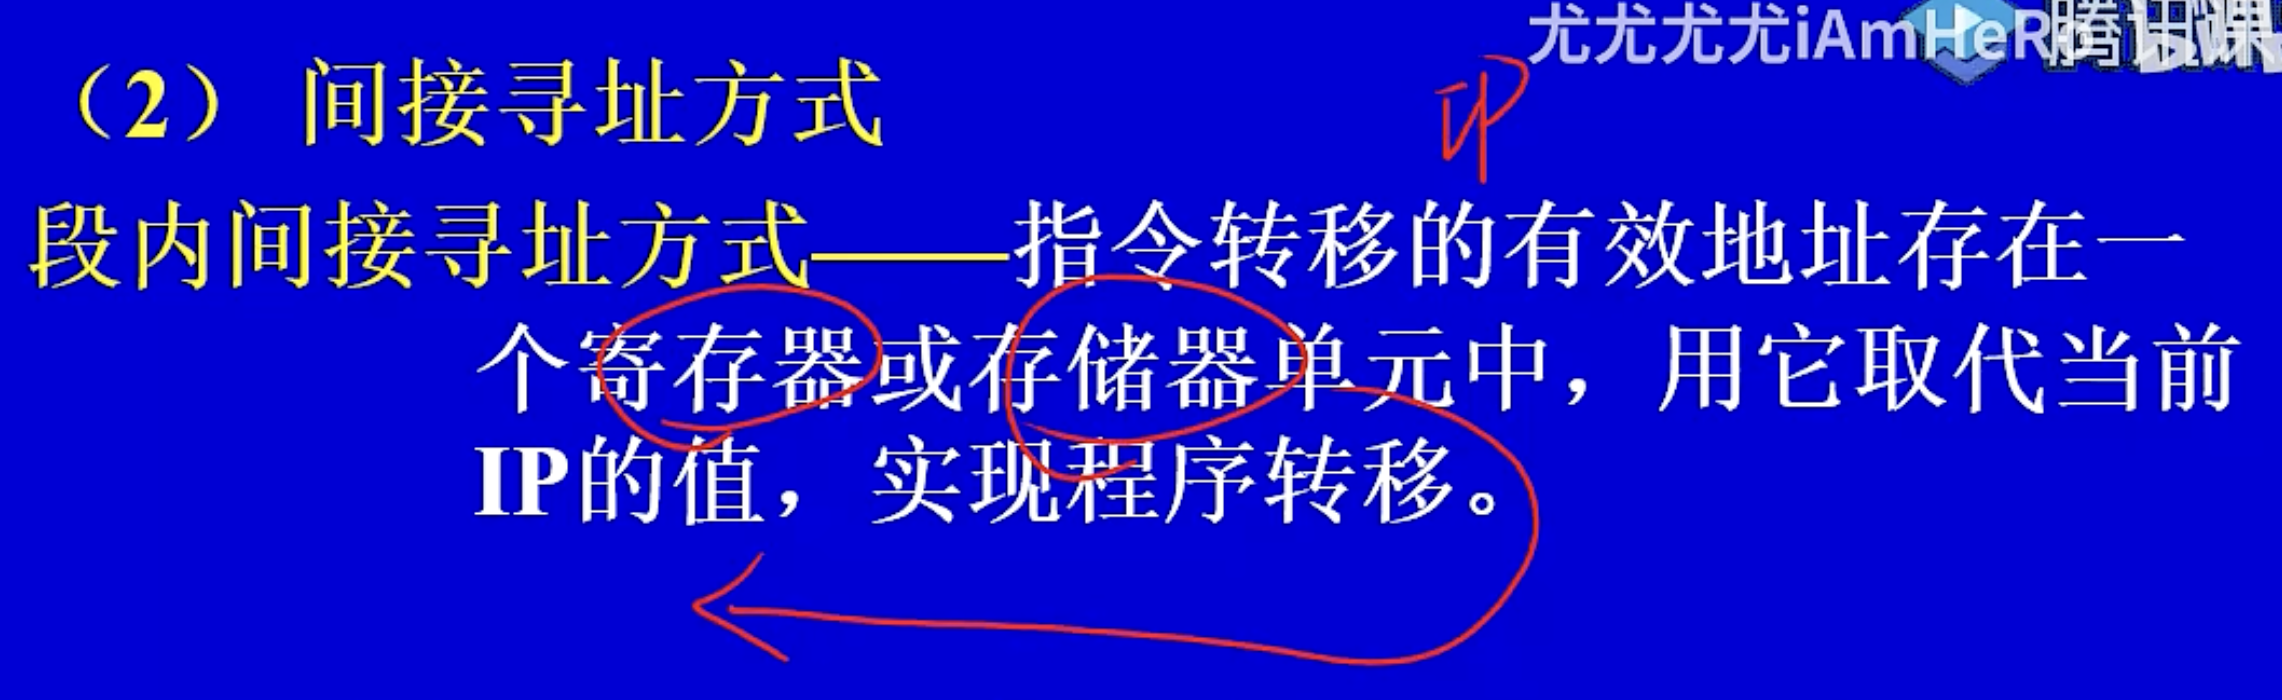 尤尤尤尤iAmHeRo腾讯课
（2） 间接寻址方式
IP
段内间接寻址方式——指令转移的有效地址存在一
个寄存器或存储器单元中，用它取代当前
IP的值，实现程序转移。